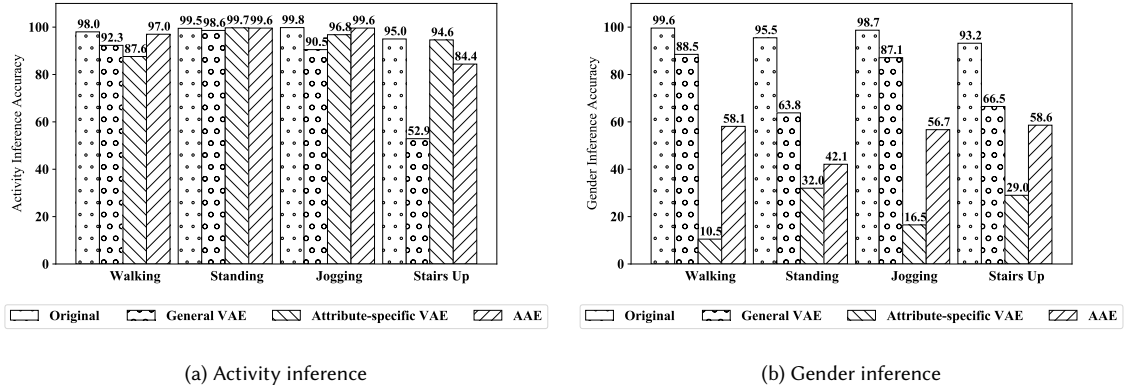 98.0 92.3 87.6 97.0 99.5 98.6 99.7 99.6 99.8 90.5 96.8 99.6 95.0 52.9 94.6 84.4
Activity Inference Accuracy
100
80
60
40
20
0
Walking Standing Jogging Stairs Up
Original General VAE Attribute-specific VAE AAE
(a) Activity inference
99.6 88.5 10.5 58.1 95.5 63.8 32.0 42.1 98.7 87.1 16.5 56.7 93.2 66.5 29.0 58.6
Gender Inference Accuracy
100
80
60
40
20
0
Walking Standing Jogging Stairs Up
Original General VAE Attribute-specific VAE AAE
(b) Gender inference